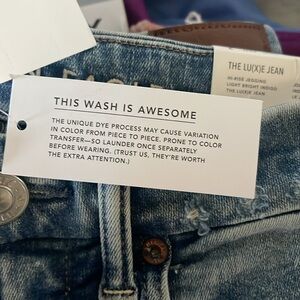 THE LU(X)E JEAN
HI-RISE JEGGING
LIGHT BRIGHT INDIGO
THE LUX)E JEAN
THIS WASH IS AWESOME
THE UNIQUE DYE PROCESS MAY CAUSE VARIATION
IN COLOR FROM PIECE TO PIECE. PRONE TO COLOR
TRANSFER—SO LAUNDER ONCE SEPARATELY
BEFORE WEARING. (TRUST US, THEY'RE WORTH
THE EXTRA ATTENTION.)